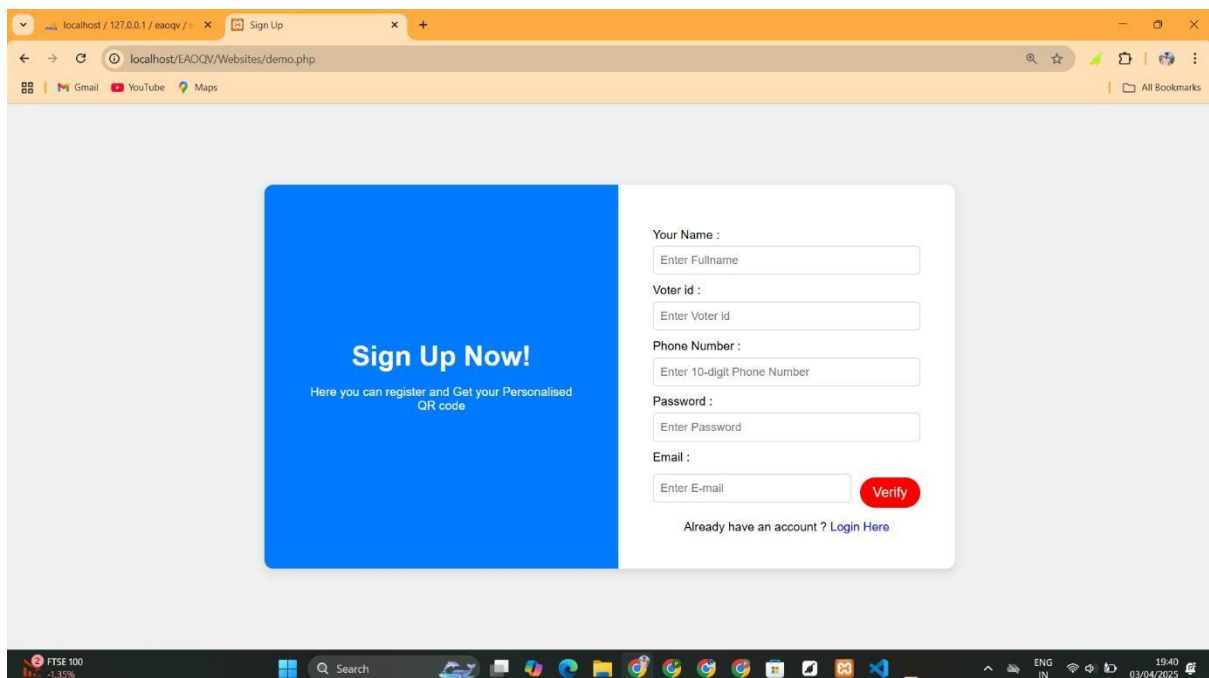 localhost / 127.0.0.1 / eaoqv / s
Sign Up
localhost/EAOQV/Websites/demo.php
Gmail
YouTube
Maps
All Bookmarks
Sign Up Now!
Here you can register and Get your Personalised
QR code
Your Name :
Enter Fullname
Voter id :
Enter Voter id
Phone Number :
Enter 10-digit Phone Number
Password :
Enter Password
Email :
Enter E-mail
Verify
Already have an account ? Login Here
2
FTSE 100
-1.35%
Search
ENG
IN
19:40
03/04/2025